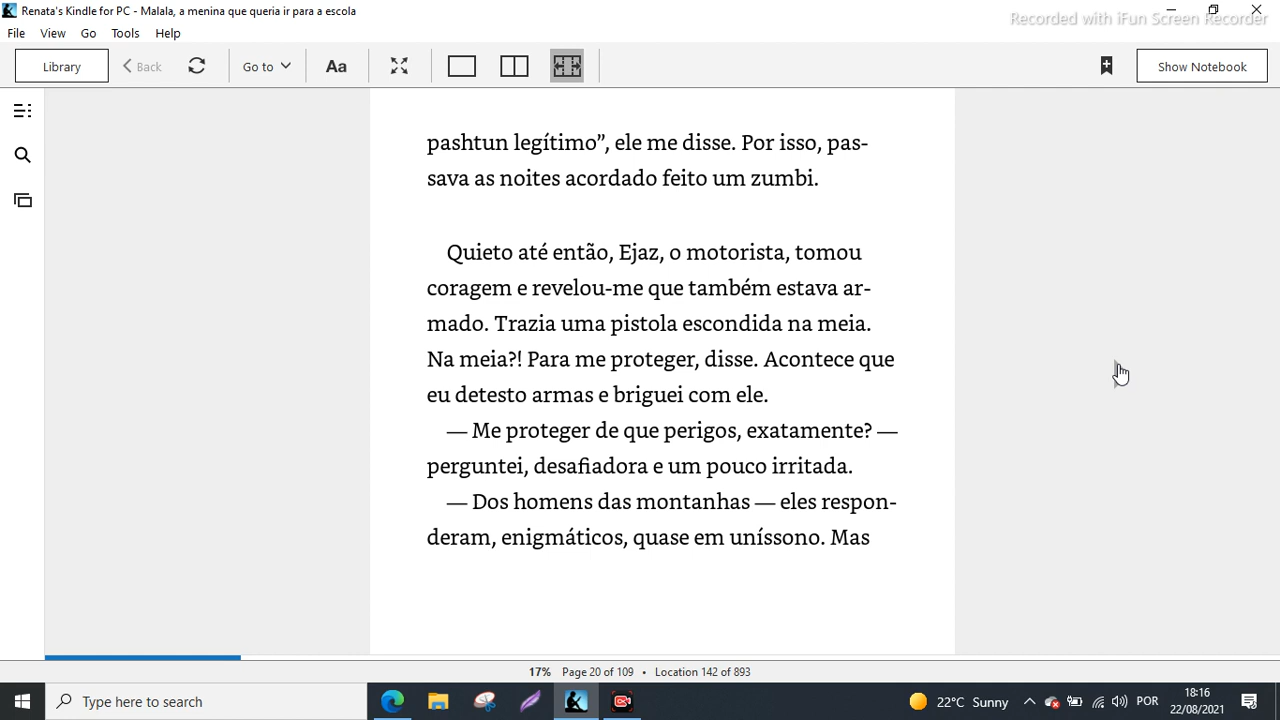 Renata's Kindle for PC - Malala, a menina que queria ir para a escola
Recorded with iFun Screen Recorder
File View Go Tools Help
Library Back Go to Aa Show Notebook
pashtun legítimo”, ele me disse. Por isso, pas-
sava as noites acordado feito um zumbi.
Quieto até então, Ejaz, o motorista, tomou
coragem e revelou-me que também estava ar-
mado. Trazia uma pistola escondida na meia.
Na meia?! Para me proteger, disse. Acontece que
eu detesto armas e briguei com ele.
— Me proteger de que perigos, exatamente? —
perguntei, desafiadora e um pouco irritada.
— Dos homens das montanhas — eles respon-
deram, enigmáticos, quase em uníssono. Mas
17% Page 20 of 109 • Location 142 of 893
Type here to search
22°C Sunny
POR
18:16
22/08/2021